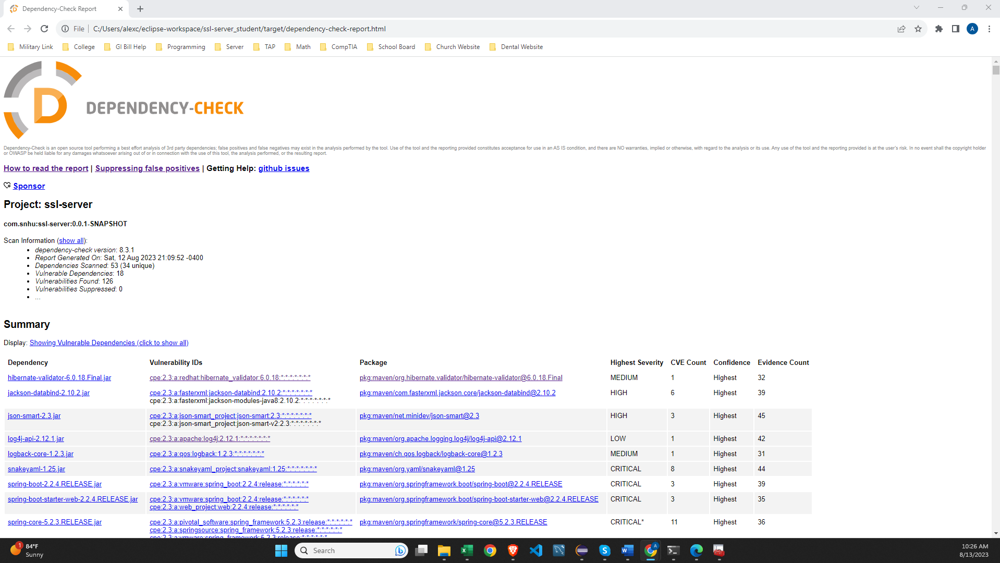 Dependency-Check Report
File
C:/Users/alexc/eclipse-workspace/ssl-server_student/target/dependency-check-report.html
A
Military Link
College
GI Bill Help
Programming
Server
TAP
Math
CompTIA
School Board
Church Website
Dental Website
DEPENDENCY-CHECK
Dependency-Check is an open source tool performing a best effort analysis of 3rd party dependencies; false positives and false negatives may exist in the analysis performed by the tool. Use of the tool and the reporting provided constitutes acceptance for use in an AS IS condition, and there are NO warranties, implied or otherwise, with regard to the analysis or its use. Any use of the tool and the reporting provided is at the user's risk. In no event shall the copyright holder
or OWASP be held liable for any damages whatsoever arising out of or in connection with the use of this tool, the analysis performed, or the resulting report.
How to read the report | Suppressing false positives | Getting Help: github issues
Sponsor
Project: ssl-server
com.snhu:ssl-server:0.0.1-SNAPSHOT
Scan Information (show all):
• dependency-check version: 8.3.1
• Report Generated On: Sat, 12 Aug 2023 21:09:52 -0400
• Dependencies Scanned: 53 (34 unique)
• Vulnerable Dependencies: 18
• Vulnerabilities Found: 126
• Vulnerabilities Suppressed: 0
• ...
Summary
Display: Showing Vulnerable Dependencies (click to show all)
Dependency Vulnerability IDs Package Highest Severity CVE Count Confidence Evidence Count
hibernate-validator-6.0.18.Final.jar cpe:2.3:a:redhat:hibernate_validator:6.0.18:*:*:*:*:*:*:* pkg:maven/org.hibernate.validator/hibernate-validator@6.0.18.Final MEDIUM 1 Highest 32
jackson-databind-2.10.2.jar cpe:2.3:a:fasterxml:jackson-databind:2.10.2:*:*:*:*:*:*:* pkg:maven/com.fasterxml.jackson.core/jackson-databind@2.10.2 HIGH 6 Highest 39
cpe:2.3:a:fasterxml:jackson-modules-java8:2.10.2:*:*:*:*:*:*:*
json-smart-2.3.jar cpe:2.3:a:json-smart_project:json-smart:2.3:*:*:*:*:*:*:* pkg:maven/net.minidev/json-smart@2.3 HIGH 3 Highest 45
cpe:2.3:a:json-smart_project:json-smart-v2:2.3:*:*:*:*:*:*:*
log4j-api-2.12.1.jar cpe:2.3:a:apache:log4j:2.12.1:*:*:*:*:*:*:* pkg:maven/org.apache.logging.log4j/log4j-api@2.12.1 LOW 1 Highest 42
logback-core-1.2.3.jar cpe:2.3:a:qos:logback:1.2.3:*:*:*:*:*:*:* pkg:maven/ch.qos.logback/logback-core@1.2.3 MEDIUM 1 Highest 31
snakeyaml-1.25.jar cpe:2.3:a:snakeyaml_project:snakeyaml:1.25:*:*:*:*:*:*:* pkg:maven/org.yaml/snakeyaml@1.25 CRITICAL 8 Highest 44
spring-boot-2.2.4.RELEASE.jar cpe:2.3:a:vmware:spring_boot:2.2.4:release:*:*:*:*:*:* pkg:maven/org.springframework.boot/spring-boot@2.2.4.RELEASE CRITICAL 3 Highest 39
spring-boot-starter-web-2.2.4.RELEASE.jar cpe:2.3:a:vmware:spring_boot:2.2.4:release:*:*:*:*:*:* pkg:maven/org.springframework.boot/spring-boot-starter-web@2.2.4.RELEASE CRITICAL 3 Highest 35
cpe:2.3:a:web_project:web:2.2.4:release:*:*:*:*:*:*
spring-core-5.2.3.RELEASE.jar cpe:2.3:a:pivotal_software:spring_framework:5.2.3:release:*:*:*:*:*:* pkg:maven/org.springframework/spring-core@5.2.3.RELEASE CRITICAL* 11 Highest 36
cpe:2.3:a:springsource:spring_framework:5.2.3:release:*:*:*:*:*:*
cpe:2.3:a:vmware:spring_framework:5.2.3:release:*:*:*:*:*:*
1
84°F
Sunny
Search
10:26 AM
8/13/2023